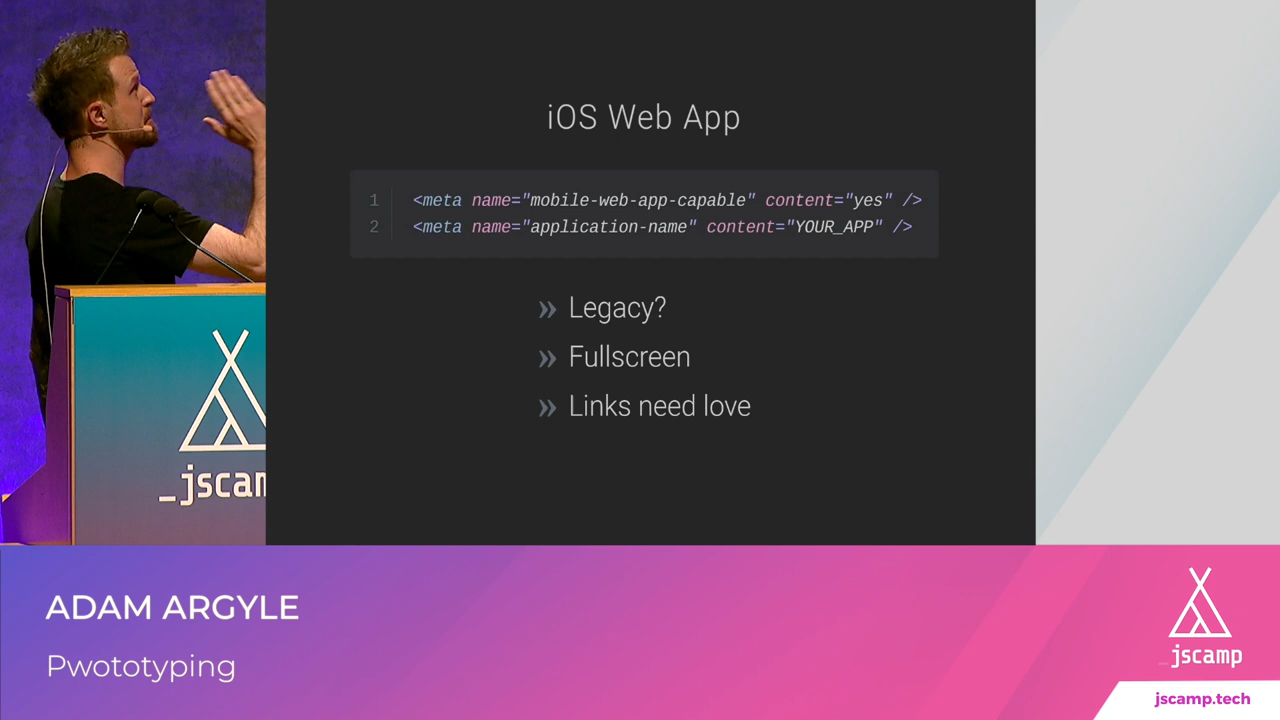 iOS Web App
1 <meta name="mobile-web-app-capable" content="yes" />
2 <meta name="application-name" content="YOUR_APP" />
» Legacy?
» Fullscreen
» Links need love
_jscam
ADAM ARGYLE
Pwototyping
_jscamp
jscamp.tech